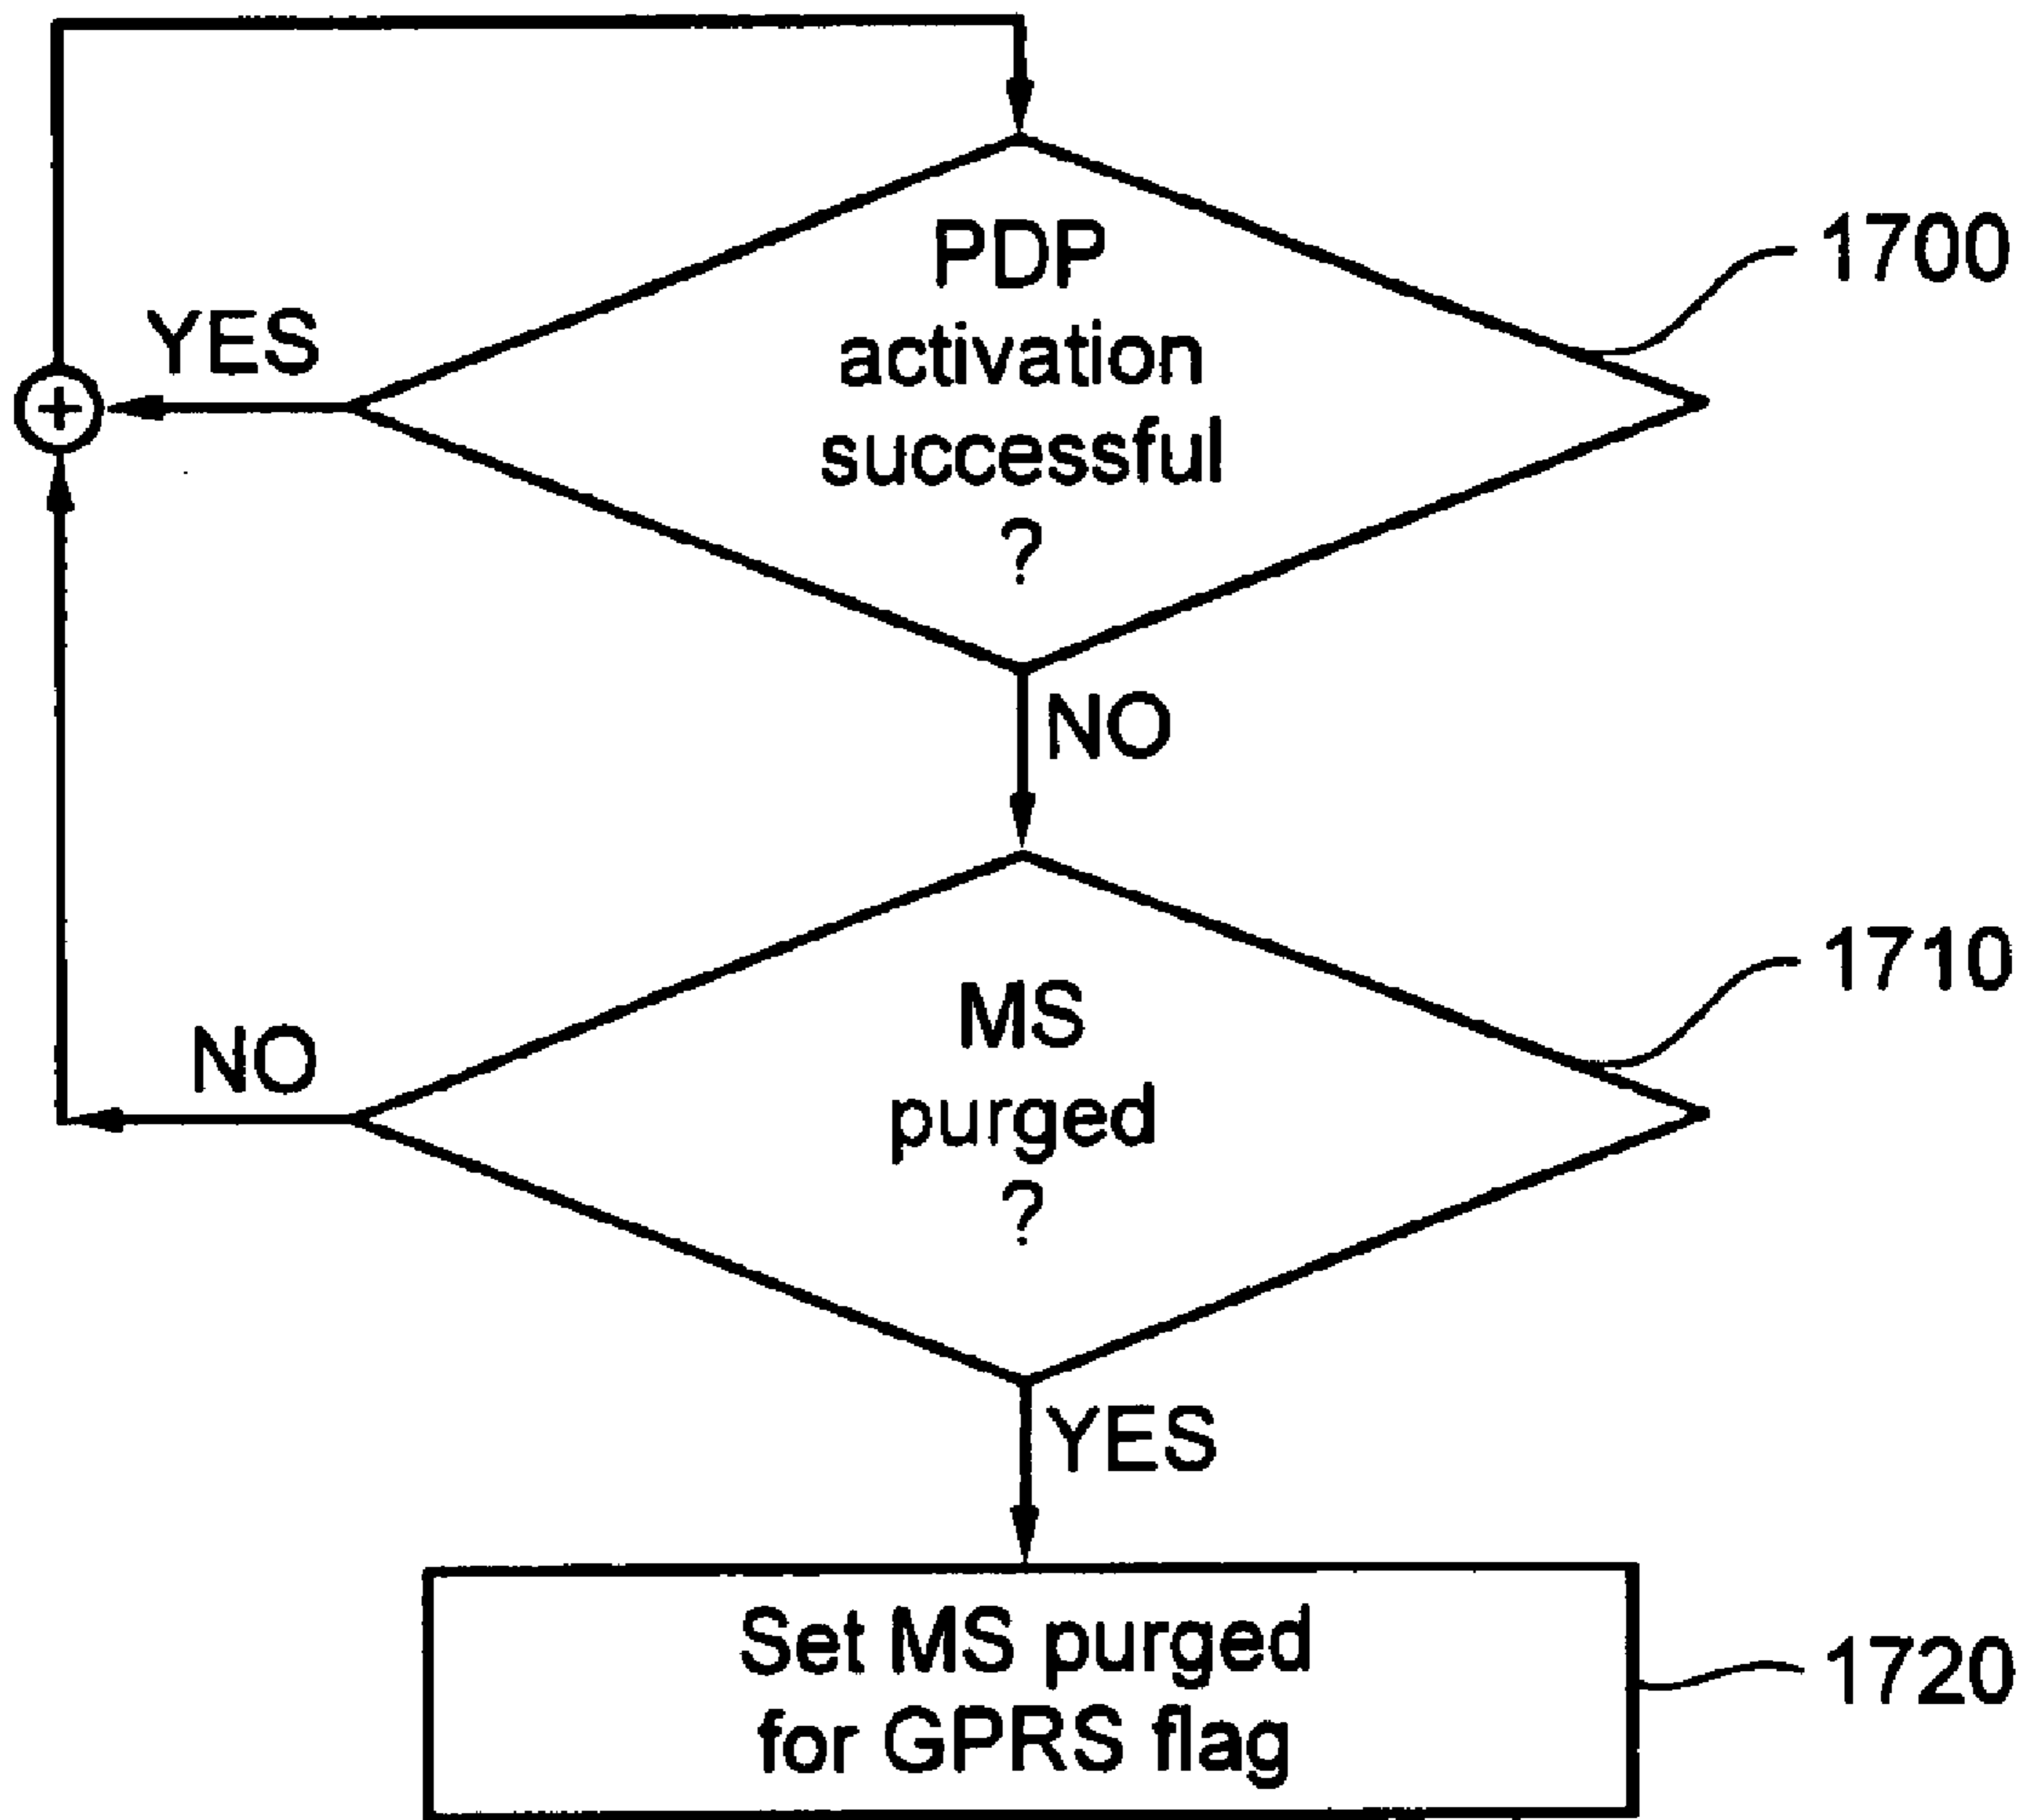 PDP
activation
successful
?
1700
YES
NO
MS
purged
?
1710
NO
YES
Set MS purged
for GPRS flag
1720